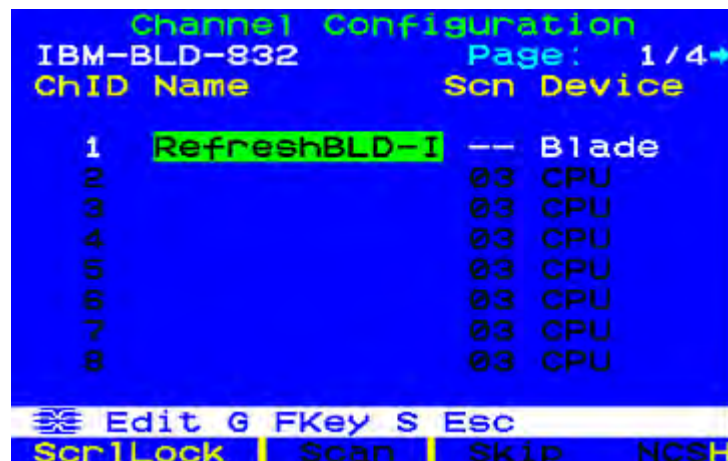 Channel Configuration
IBM-BLD-832 Page: 1/4
ChID Name Scn Device
1 RefreshBLD-I -- Blade
2 03 CPU
3 03 CPU
4 03 CPU
5 03 CPU
6 03 CPU
7 03 CPU
8 03 CPU
Edit G FKey S Esc
ScrlLock Scan Skip NCSH